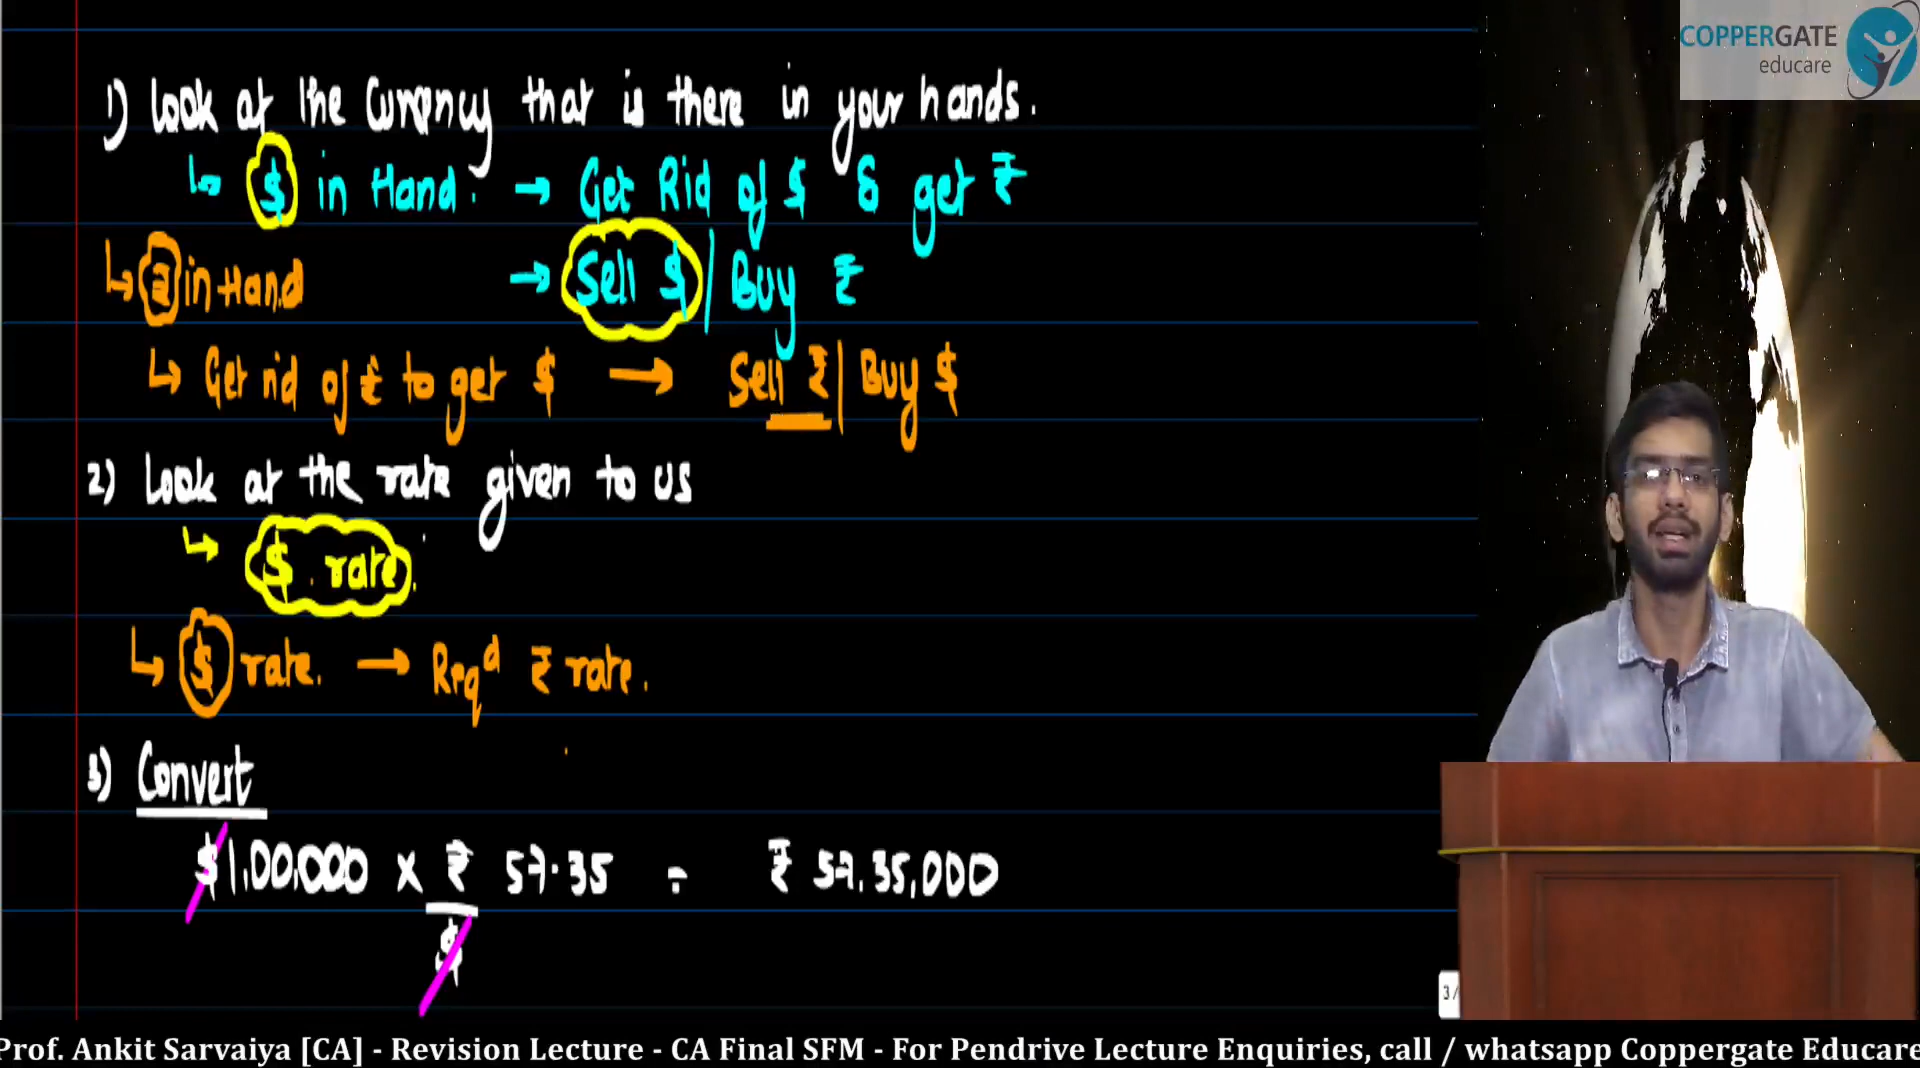 COPPERGATE
educare
1) Look at the Currency that is there in your hands.
↳ $ in Hand. → Get Rid of $ & get ₹
↳ ₹ in Hand → Sell $ | Buy ₹
↳ Get rid of ₹ to get $ → Sell ₹ | Buy $
2) Look at the rate given to us
↳ $ rate.
↳ $ rate. → Reqd ₹ rate.
3) Convert
$1,00,000 x ₹ 57.35 = ₹ 57,35,000
$
3/
Prof. Ankit Sarvaiya [CA] - Revision Lecture - CA Final SFM - For Pendrive Lecture Enquiries, call / whatsapp Coppergate Educare